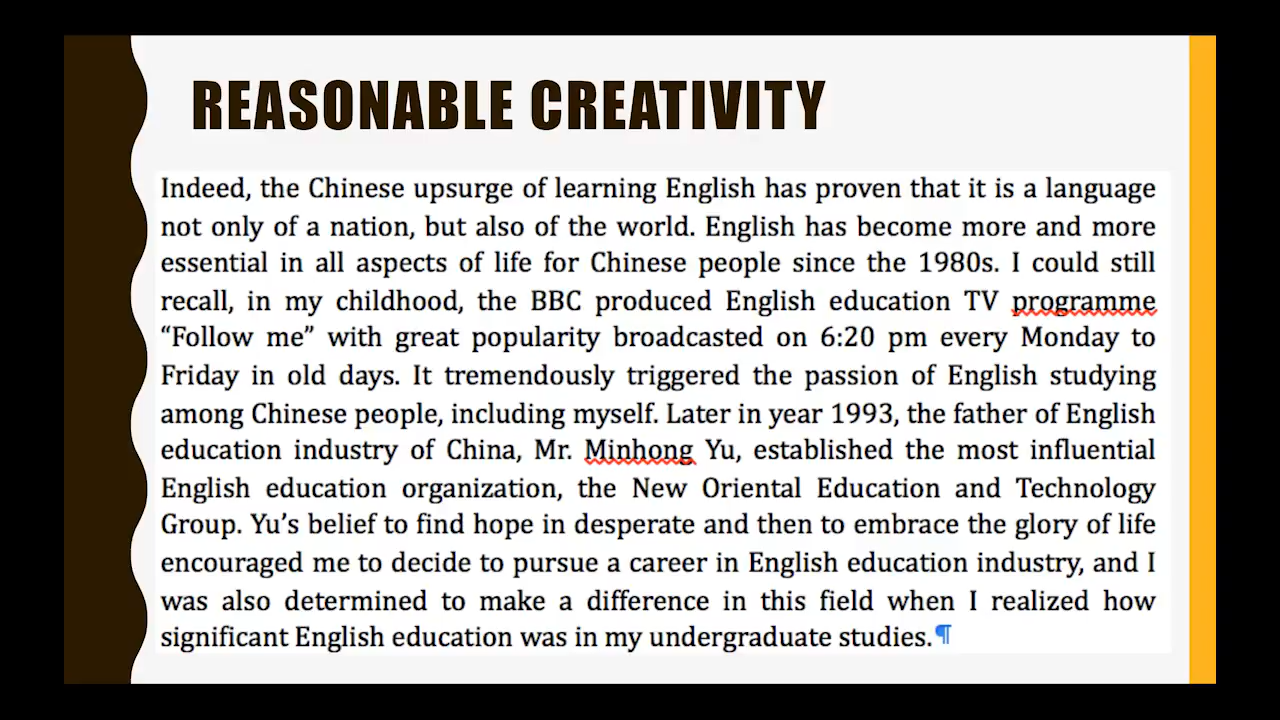 REASONABLE CREATIVITY
Indeed, the Chinese upsurge of learning English has proven that it is a language
not only of a nation, but also of the world. English has become more and more
essential in all aspects of life for Chinese people since the 1980s. I could still
recall, in my childhood, the BBC produced English education TV programme
“Follow me” with great popularity broadcasted on 6:20 pm every Monday to
Friday in old days. It tremendously triggered the passion of English studying
among Chinese people, including myself. Later in year 1993, the father of English
education industry of China, Mr. Minhong Yu, established the most influential
English education organization, the New Oriental Education and Technology
Group. Yu’s belief to find hope in desperate and then to embrace the glory of life
encouraged me to decide to pursue a career in English education industry, and I
was also determined to make a difference in this field when I realized how
significant English education was in my undergraduate studies.¶